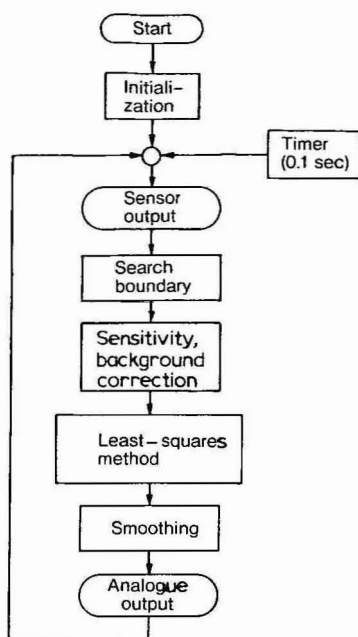 Start
Initiali-
zation
Timer
(0.1 sec)
Sensor
output
Search
boundary
Sensitivity,
background
correction
Least-squares
method
Smoothing
Analogue
output